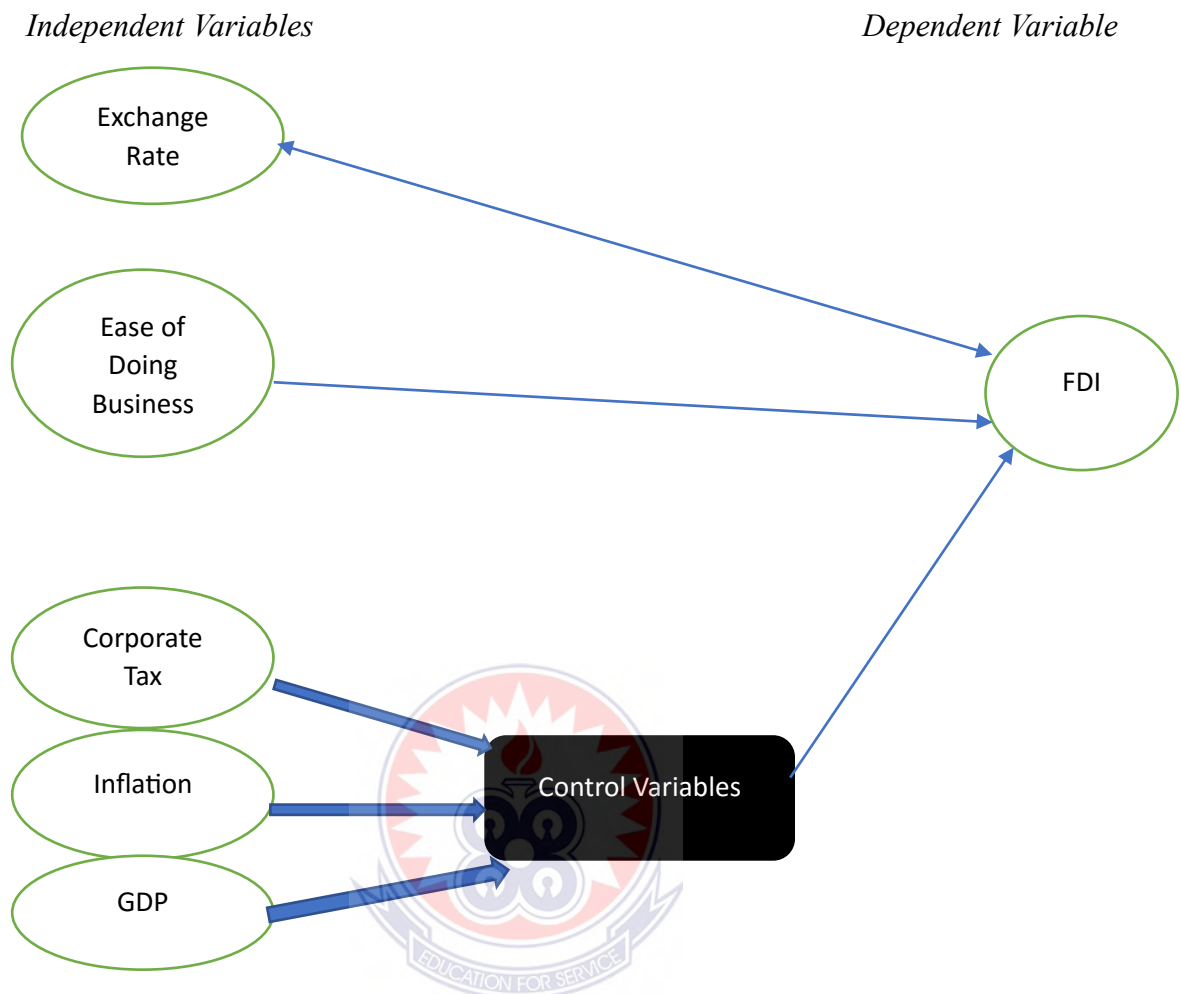 Independent Variables
Dependent Variable
Exchange
Rate
Ease of
Doing
Business
FDI
Corporate
Tax
Inflation
Control Variables
GDP
EDUCATION FOR SERVICE